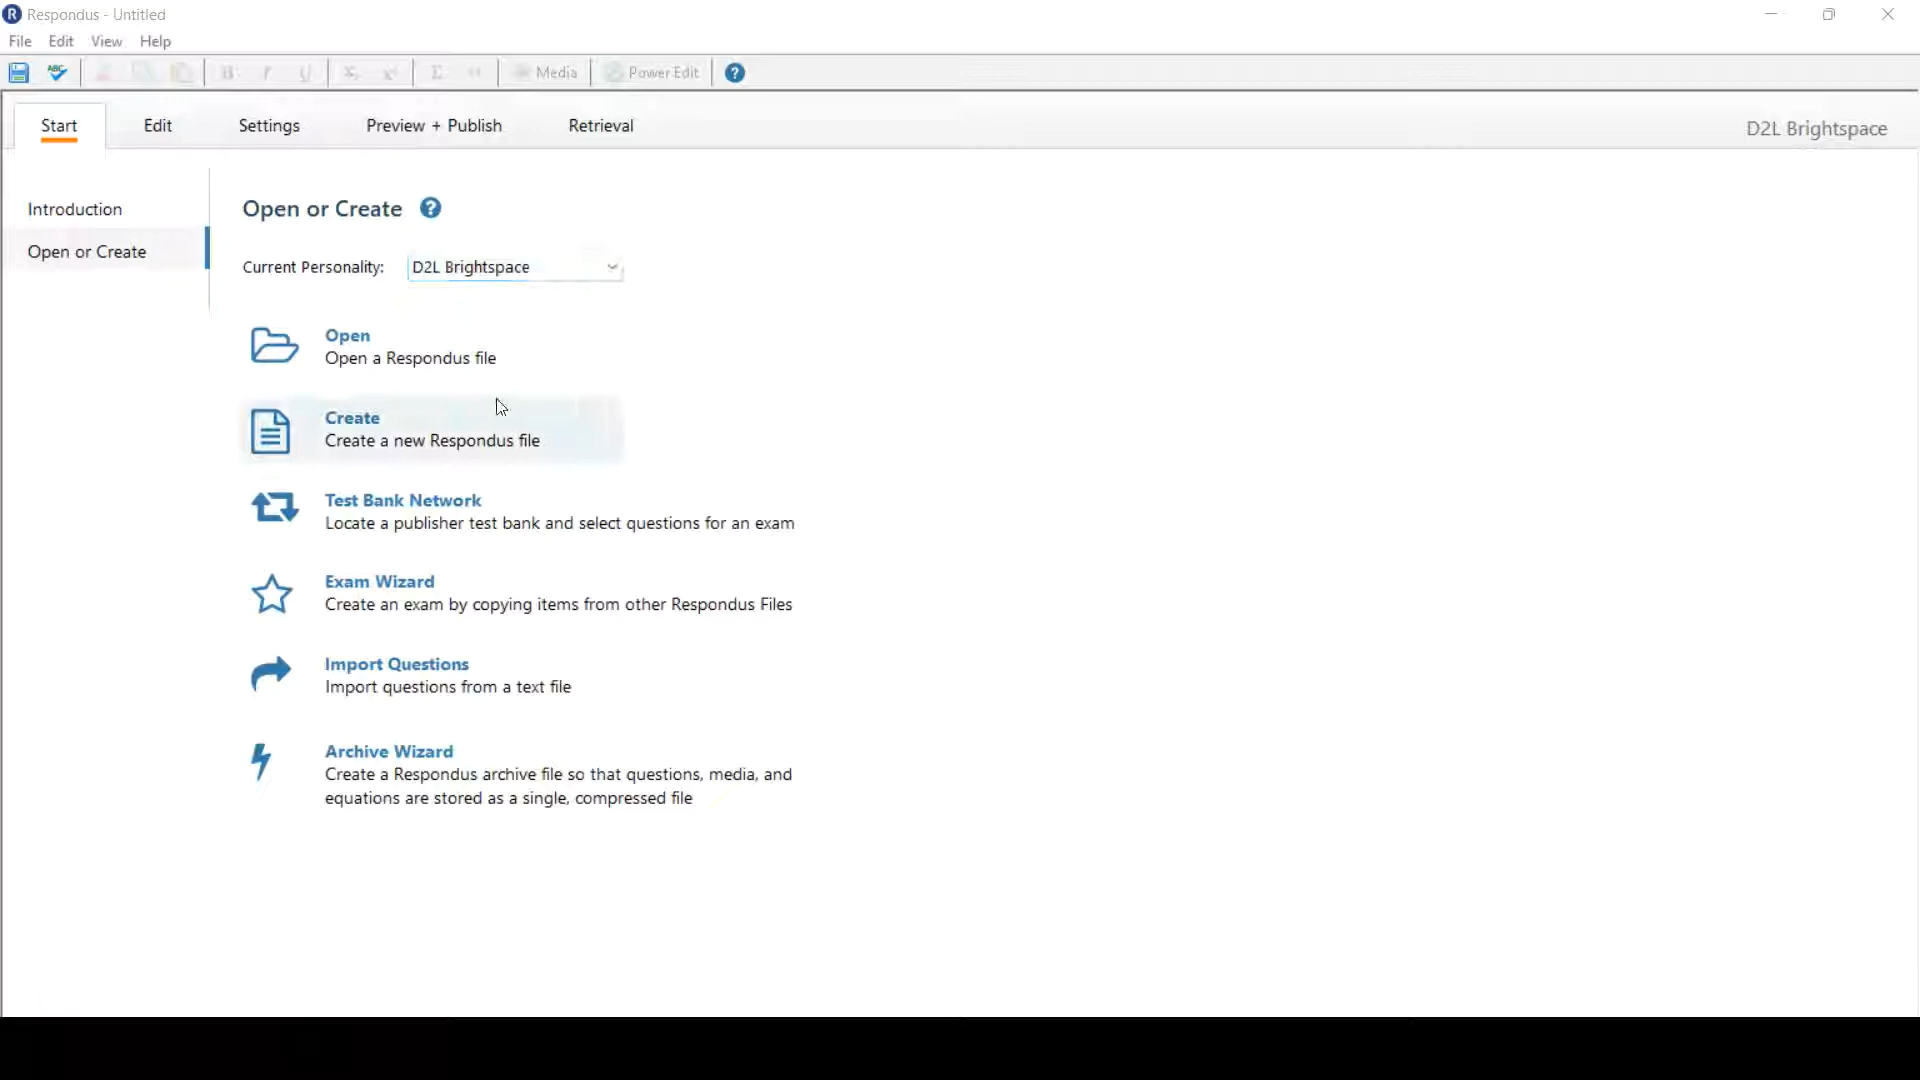 Respondus - Untitled
File Edit View Help
ABC B I U X₂ x² Σ Media Power Edit ?
Start Edit Settings Preview + Publish Retrieval D2L Brightspace
Introduction
Open or Create
Open or Create ?
Current Personality: D2L Brightspace
Open
Open a Respondus file
Create
Create a new Respondus file
Test Bank Network
Locate a publisher test bank and select questions for an exam
Exam Wizard
Create an exam by copying items from other Respondus Files
Import Questions
Import questions from a text file
Archive Wizard
Create a Respondus archive file so that questions, media, and
equations are stored as a single, compressed file